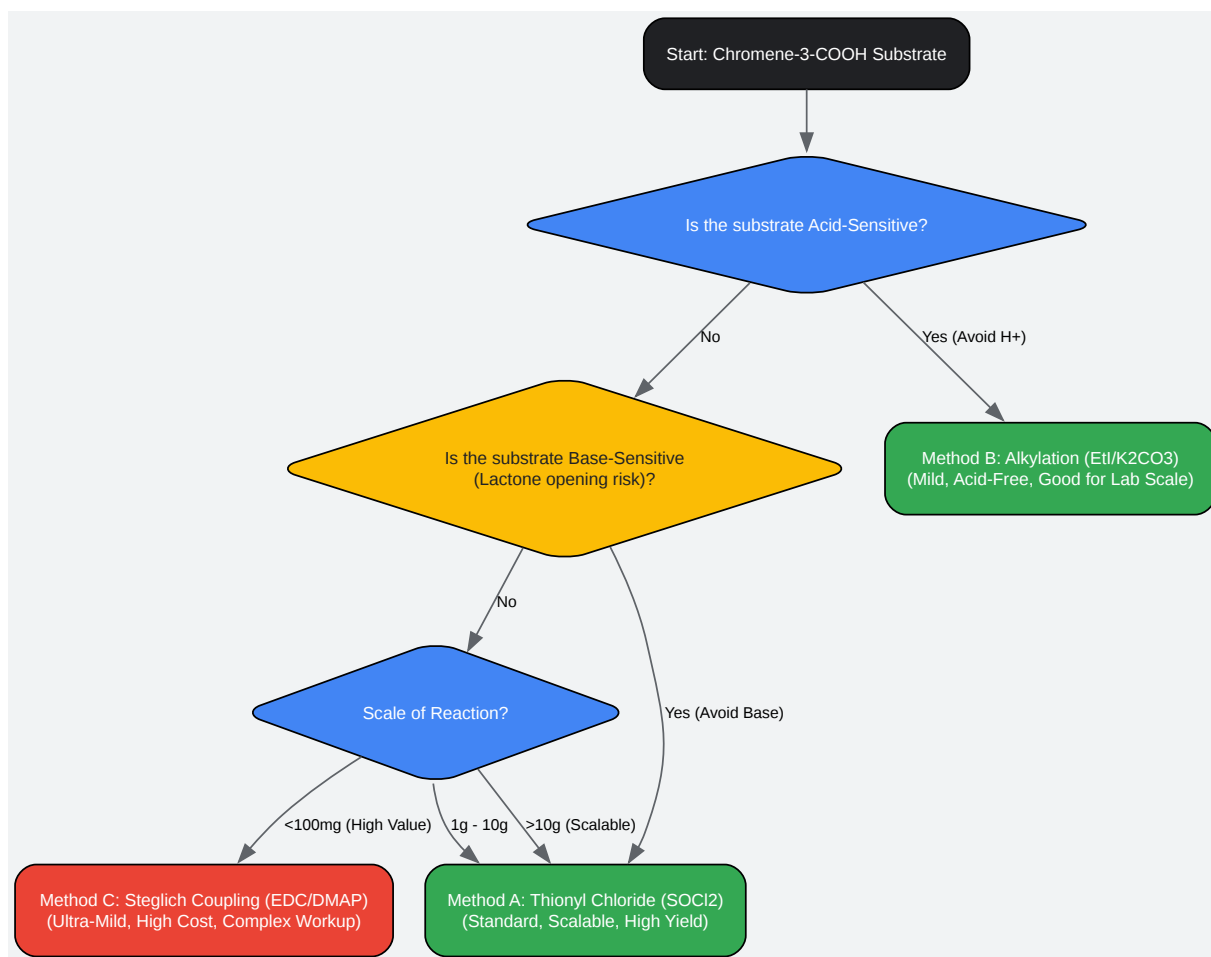 Start: Chromene-3-COOH Substrate
Is the substrate Acid-Sensitive?
No
Yes (Avoid H+)
Is the substrate Base-Sensitive
(Lactone opening risk)?
Method B: Alkylation (EtI/K2CO3)
(Mild, Acid-Free, Good for Lab Scale)
No
Scale of Reaction?
Yes (Avoid Base)
<100mg (High Value)
1g - 10g
>10g (Scalable)
Method C: Steglich Coupling (EDC/DMAP)
(Ultra-Mild, High Cost, Complex Workup)
Method A: Thionyl Chloride (SOCl2)
(Standard, Scalable, High Yield)